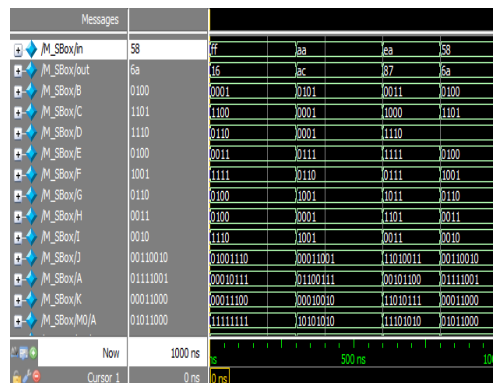 Messages
/M_SBox/in 58 ff aa ea 58
/M_SBox/out 6a 16 ac 87 6a
/M_SBox/B 0100 0001 0101 0011 0100
/M_SBox/C 1101 1100 0001 1000 1101
/M_SBox/D 1110 0110 0001 1110
/M_SBox/E 0100 0011 0111 1111 0100
/M_SBox/F 1001 1111 0110 0111 1001
/M_SBox/G 0110 0100 1001 1011 0110
/M_SBox/H 0011 0100 0001 1101 0011
/M_SBox/I 0010 1110 1001 0011 0010
/M_SBox/J 00110010 01001110 00011001 11010011 00110010
/M_SBox/A 01111001 00010111 01100111 00101100 01111001
/M_SBox/K 00011000 00011100 00010010 11010111 00011000
/M_SBox/M0/A 01011000 11111111 10101010 11101010 01011000
Now 1000 ns ns 500 ns 10
Cursor 1 0 ns 0 ns